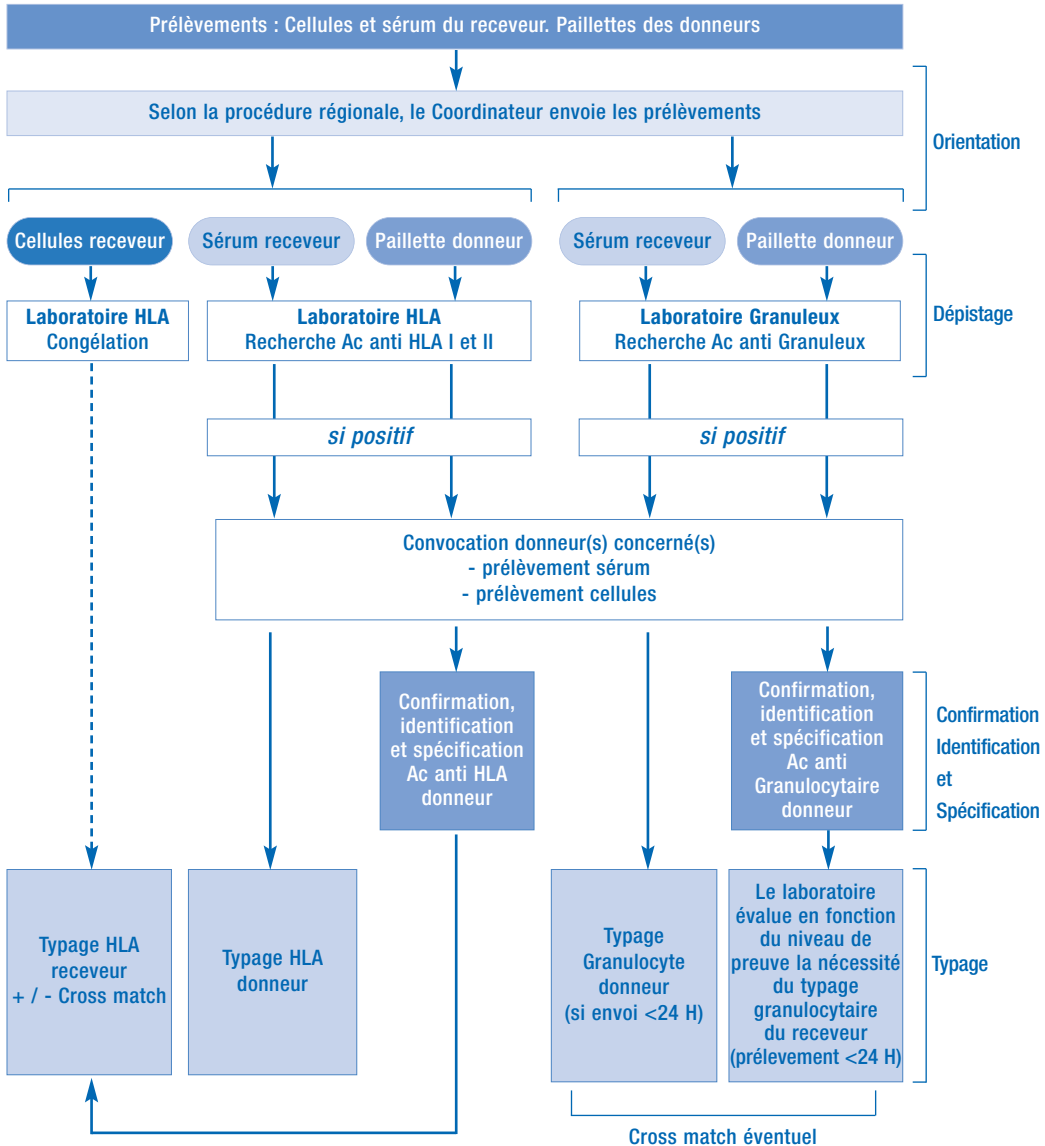 Prélèvements : Cellules et sérum du receveur. Paillettes des donneurs
Selon la procédure régionale, le Coordinateur envoie les prélèvements
Orientation
Cellules receveur
Sérum receveur
Paillette donneur
Sérum receveur
Paillette donneur
Laboratoire HLA
Congélation
Laboratoire HLA
Recherche Ac anti HLA I et II
Laboratoire Granuleux
Recherche Ac anti Granuleux
Dépistage
si positif
si positif
Convocation donneur(s) concerné(s)
- prélèvement sérum
- prélèvement cellules
Confirmation,
identification
et spécification
Ac anti HLA
donneur
Confirmation,
identification
et spécification
Ac anti
Granulocytaire
donneur
Confirmation
Identification
et
Spécification
Typage HLA
receveur
+ / - Cross match
Typage HLA
donneur
Typage
Granulocyte
donneur
(si envoi <24 H)
Le laboratoire
évalue en fonction
du niveau de
preuve la nécessité
du typage
granulocytaire
du receveur
(prélevement <24 H)
Typage
Cross match éventuel